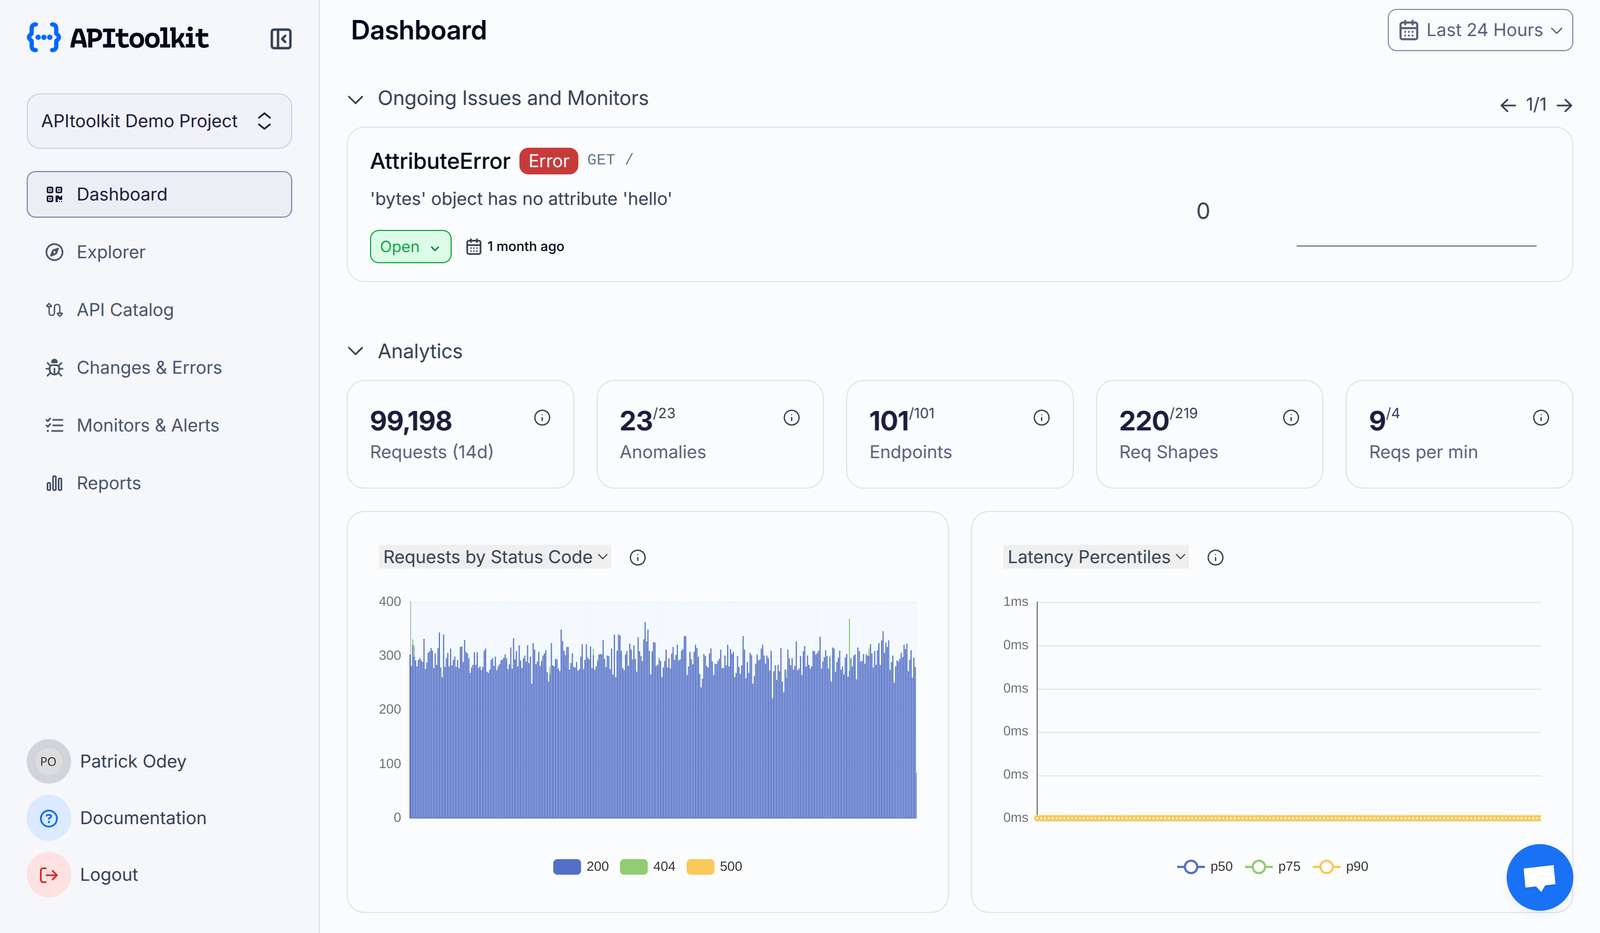 APItoolkit
APItoolkit Demo Project
Dashboard
Explorer
API Catalog
Changes & Errors
Monitors & Alerts
Reports
PO Patrick Odey
Documentation
Logout
Dashboard
Last 24 Hours
Ongoing Issues and Monitors
1/1
AttributeError Error GET /
'bytes' object has no attribute 'hello'
Open 1 month ago
0
Analytics
99,198
Requests (14d)
23/23
Anomalies
101/101
Endpoints
220/219
Req Shapes
9/4
Reqs per min
Requests by Status Code
400
300
200
100
0
200 404 500
Latency Percentiles
1ms
0ms
0ms
0ms
0ms
0ms
p50 p75 p90